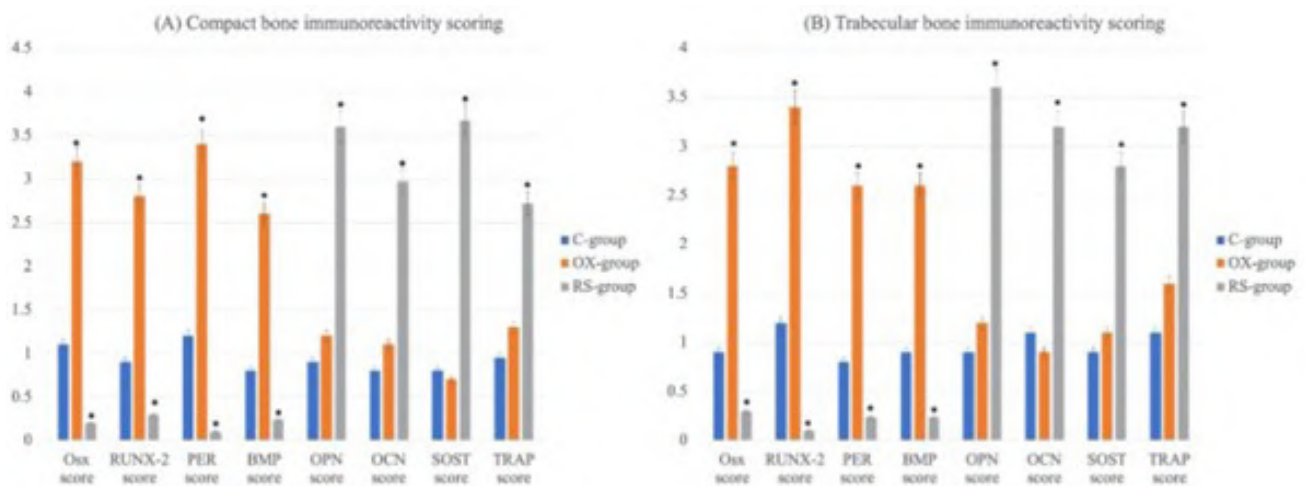 (A) Compact bone immunoreactivity scoring
4.5
4
3.5
3
2.5
2
1.5
1
0.5
0
Osx score
RUNX-2 score
PER score
BMP score
OPN score
OCN score
SOST score
TRAP score
C-group
OX-group
RS-group
(B) Trabecular bone immunoreactivity scoring
4
3.5
3
2.5
2
1.5
1
0.5
0
Osx score
RUNX-2 score
PER score
BMP score
OPN score
OCN score
SOST score
TRAP score
C-group
OX-group
RS-group